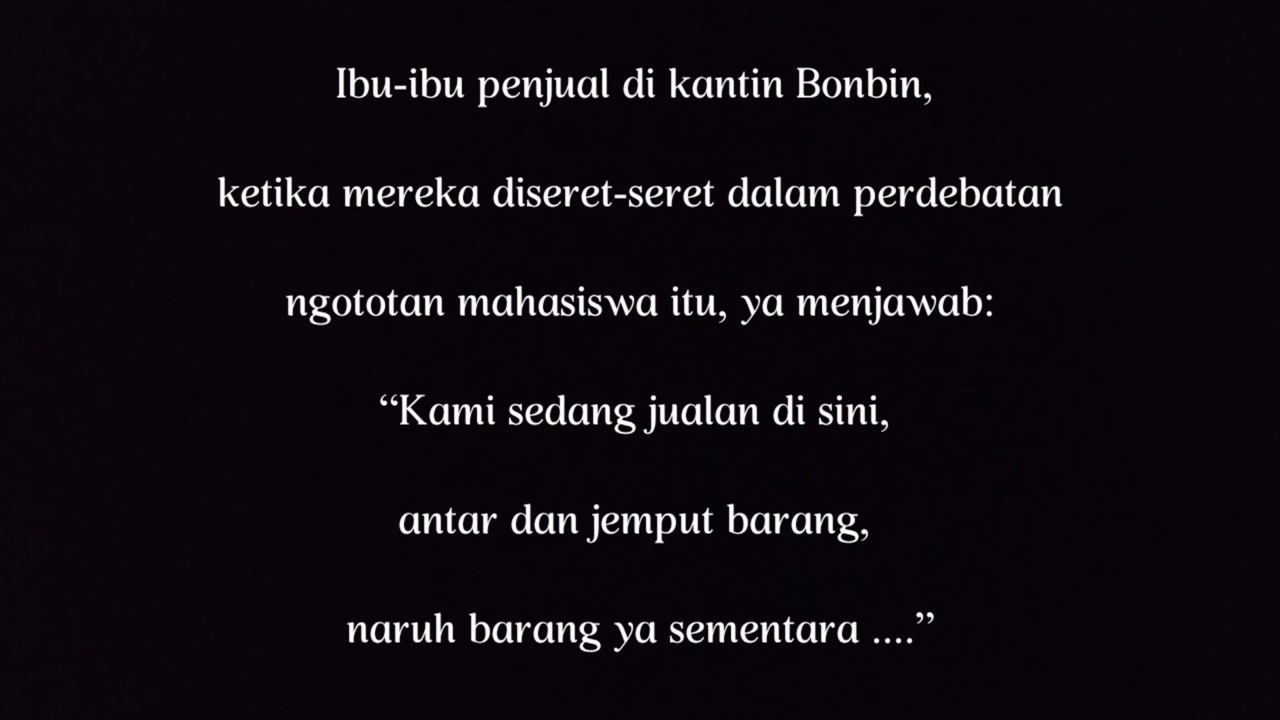 Ibu-ibu penjual di kantin Bonbin,
ketika mereka diseret-seret dalam perdebatan
ngototan mahasiswa itu, ya menjawab:
“Kami sedang jualan di sini,
antar dan jemput barang,
naruh barang ya sementara ....”